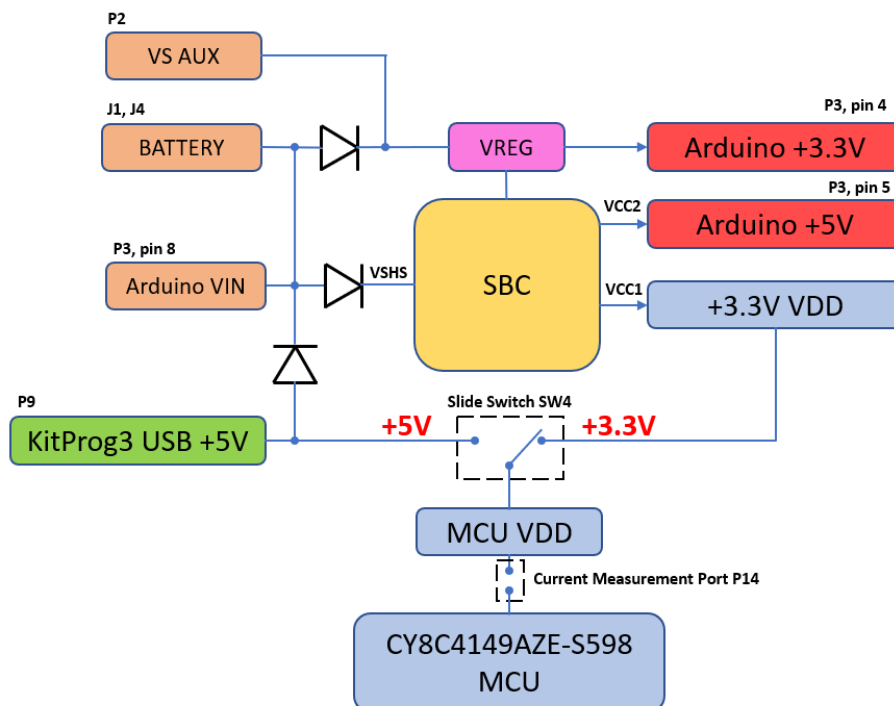 P2
VS AUX
J1, J4
BATTERY
VREG
P3, pin 4
Arduino +3.3V
P3, pin 5
VCC2
Arduino +5V
P3, pin 8
Arduino VIN
VSHS
SBC
VCC1
+3.3V VDD
P9
KitProg3 USB +5V
Slide Switch SW4
+5V
+3.3V
MCU VDD
Current Measurement Port P14
CY8C4149AZE-S598
MCU